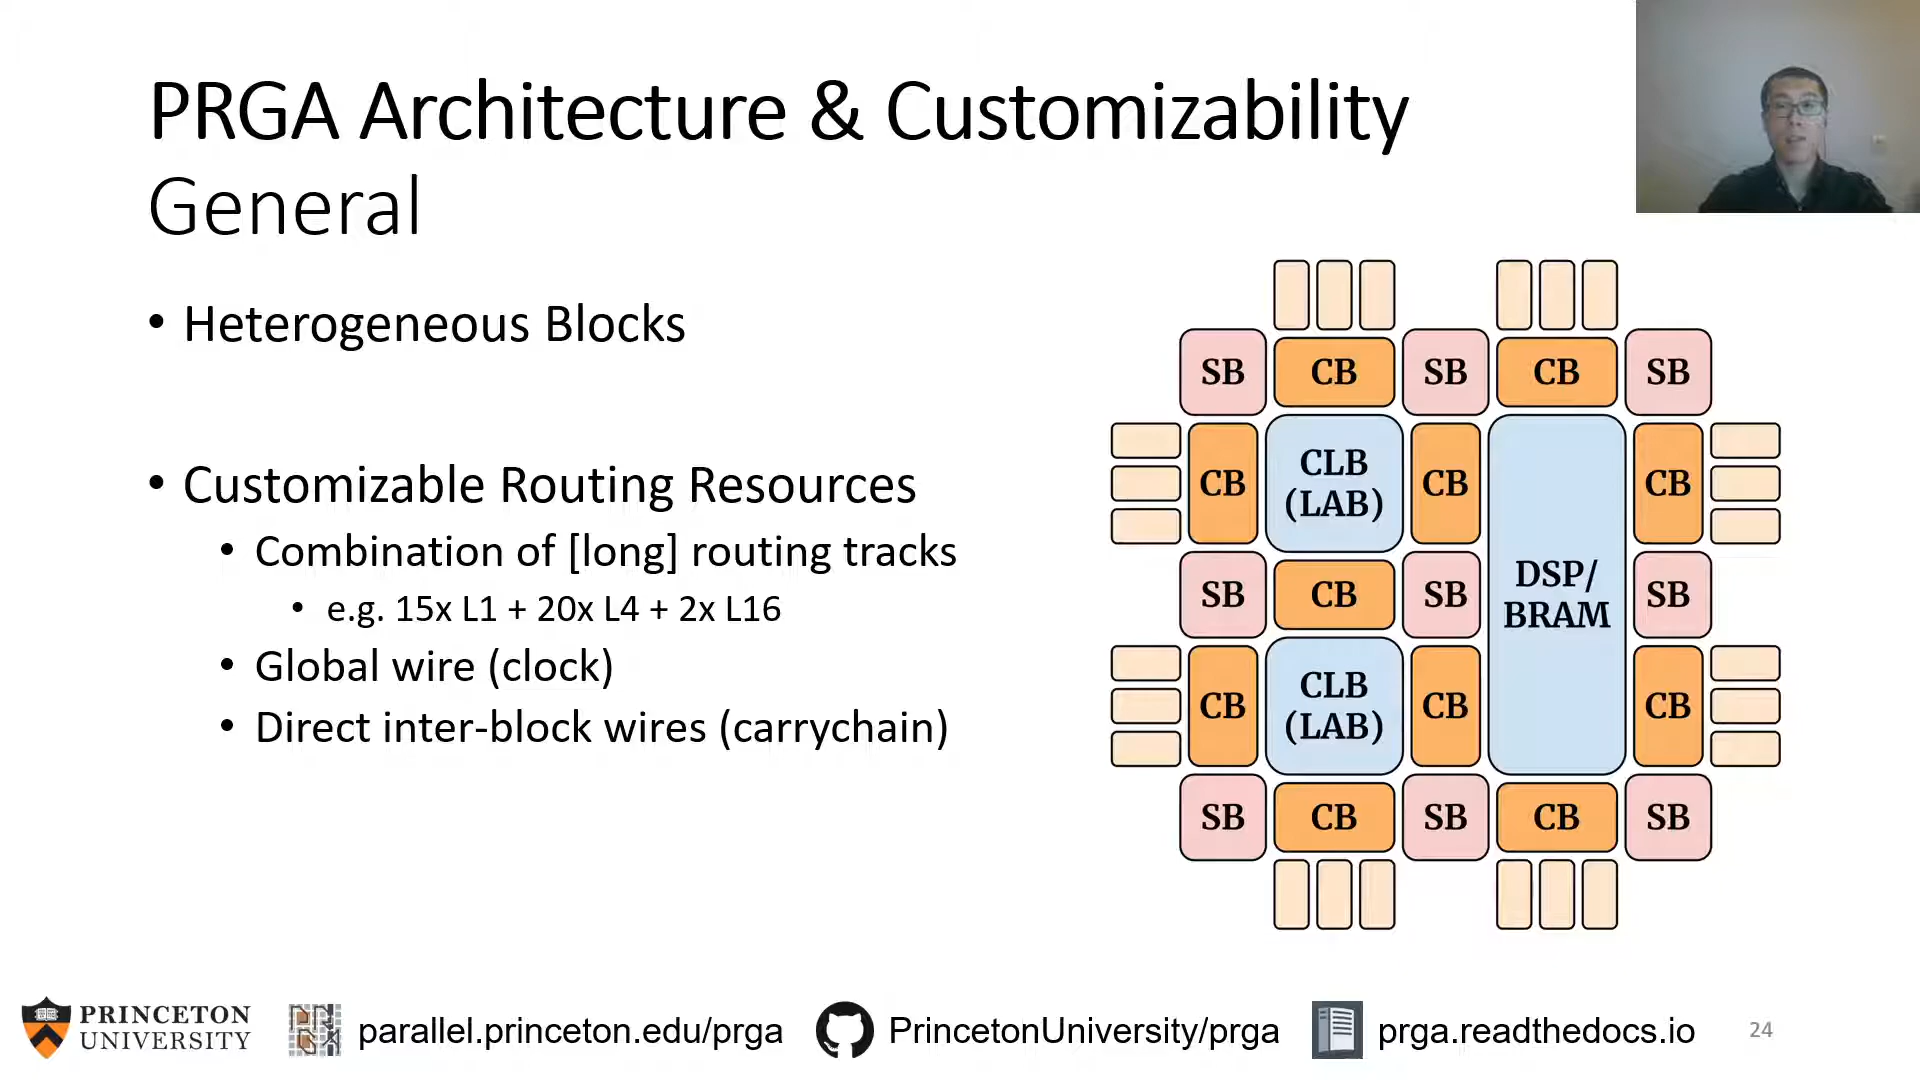 PRGA Architecture & Customizability
General
• Heterogeneous Blocks
• Customizable Routing Resources
• Combination of [long] routing tracks
• e.g. 15x L1 + 20x L4 + 2x L16
• Global wire (clock)
• Direct inter-block wires (carrychain)
SB CB SB CB SB
CB CLB (LAB) CB CB
SB CB SB DSP/ BRAM SB
CB CLB (LAB) CB CB
SB CB SB CB SB
PRINCETON UNIVERSITY
parallel.princeton.edu/prga
PrincetonUniversity/prga
prga.readthedocs.io
24